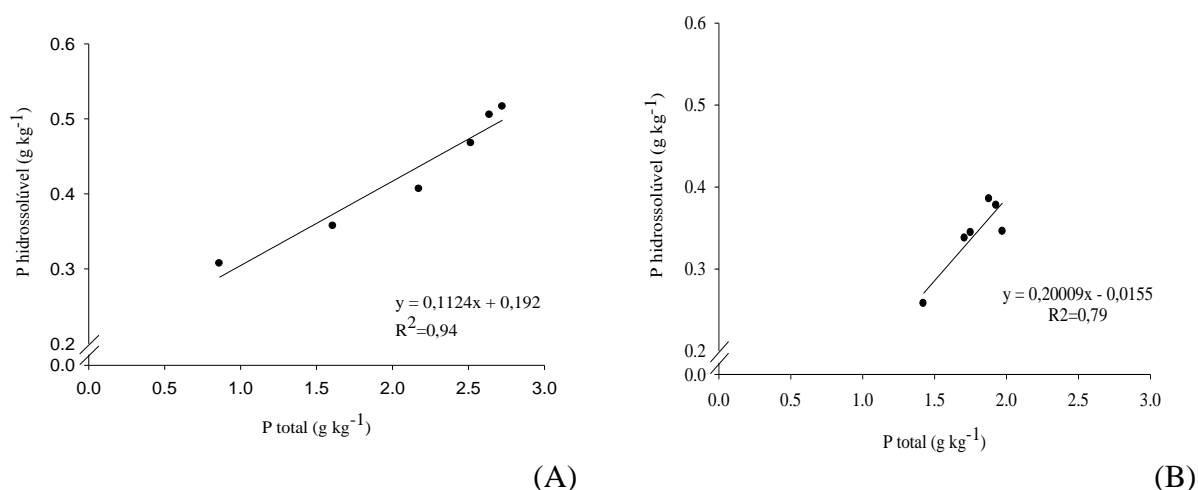 0.6
0.5
0.4
0.3
0.2
0.0
P hidrossolúvel (g kg⁻¹)
y = 0,1124x + 0,192
R²=0,94
0.0 0.5 1.0 1.5 2.0 2.5 3.0
P total (g kg⁻¹)
(A)
0.6
0.5
0.4
0.3
0.2
0.0
P hidrossolúvel (g kg⁻¹)
y = 0,20009x - 0,0155
R2=0,79
0.0 0.5 1.0 1.5 2.0 2.5 3.0
P total (g kg⁻¹)
(B)